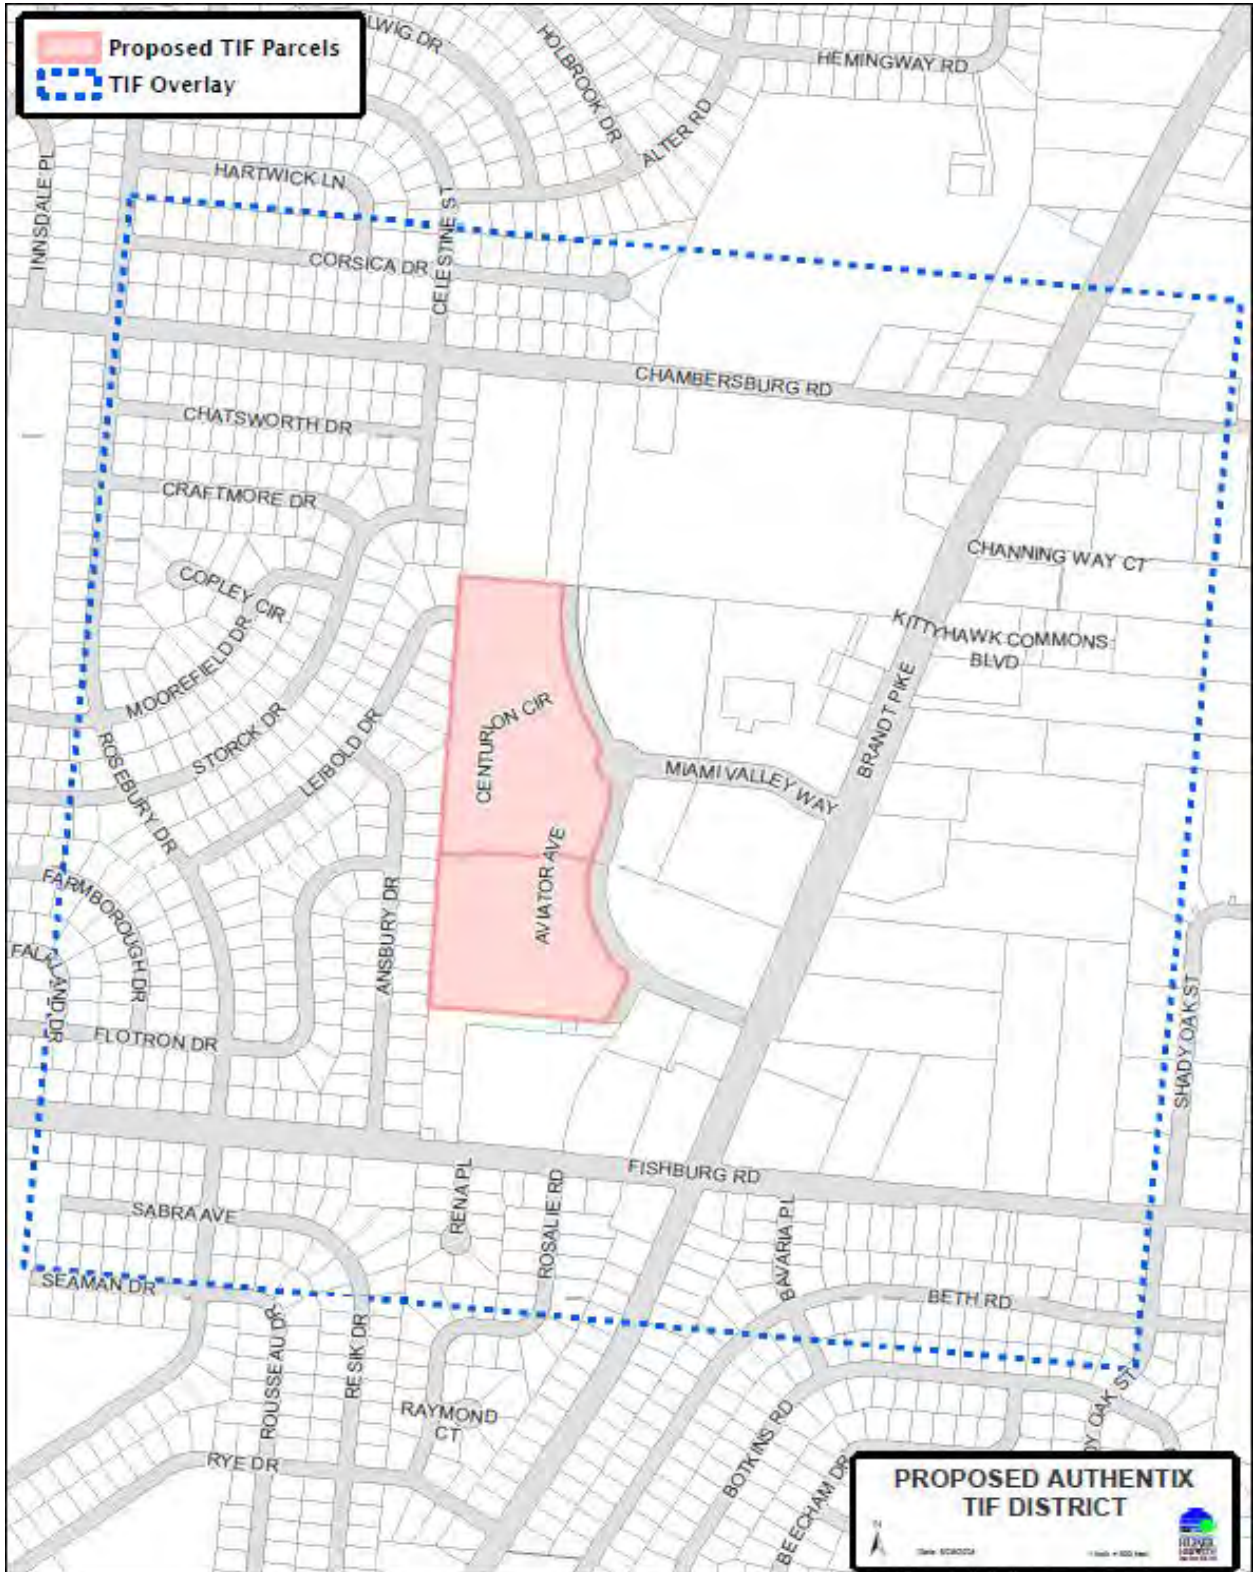 Proposed TIF Parcels
TIF Overlay
HOLBROOK DR
HEMINGWAY RD
ALTER RD
INNSDALE PL
HARTWICK LN
CELESTINE ST
CORSICA DR
CHAMBERSBURG RD
CHATSWORTH DR
CRAFTMORE DR
CHANNING WAY CT
COPLEY CIR
KITTYHAWK COMMONS
BLVD
MOOREFIELD DR
STORCK DR
LEIBOLD DR
ROSEBURY DR
CENTURION CIR
BRANDT PIKE
MIAMI VALLEY WAY
AVIATOR AVE
FARMBOROUGH DR
ANSBURY DR
FALKLAND DR
FLOTRON DR
SHADY OAK ST
FISHBURG RD
RENA PL
ROSALIE RD
BAVARIA PL
SABRA AVE
SEAMAN DR
BETH RD
ROUSSEAU DR
RESIK DR
RAYMOND
CT
RYE DR
BOTKINS RD
BEECHAM DR
DY OAK ST
PROPOSED AUTHENTIX
TIF DISTRICT
N